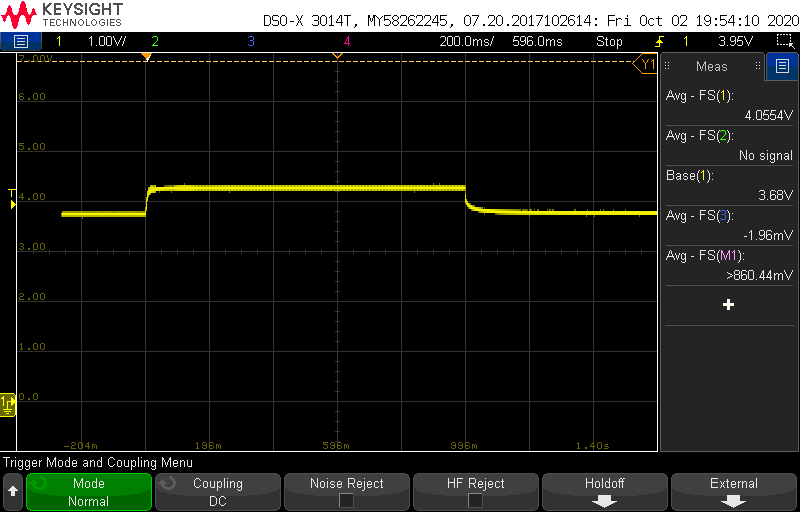 KEYSIGHT
TECHNOLOGIES
DSO-X 3014T, MY58262245, 07.20.2017102614: Fri Oct 02 19:54:10 2020
1 1.00V/ 2 3 4 200.0ms/ 596.0ms Stop 1 3.95V
7.00V
Y1
6.00
5.00
T
4.00
3.00
2.00
1.00
1
0.0
-204m 196m 596m 996m 1.40s
Meas
Avg - FS(1):
4.0554V
Avg - FS(2):
No signal
Base(1):
3.68V
Avg - FS(3):
-1.96mV
Avg - FS(M1):
>860.44mV
+
Trigger Mode and Coupling Menu
Mode
Normal
Coupling
DC
Noise Reject
HF Reject
Holdoff
External